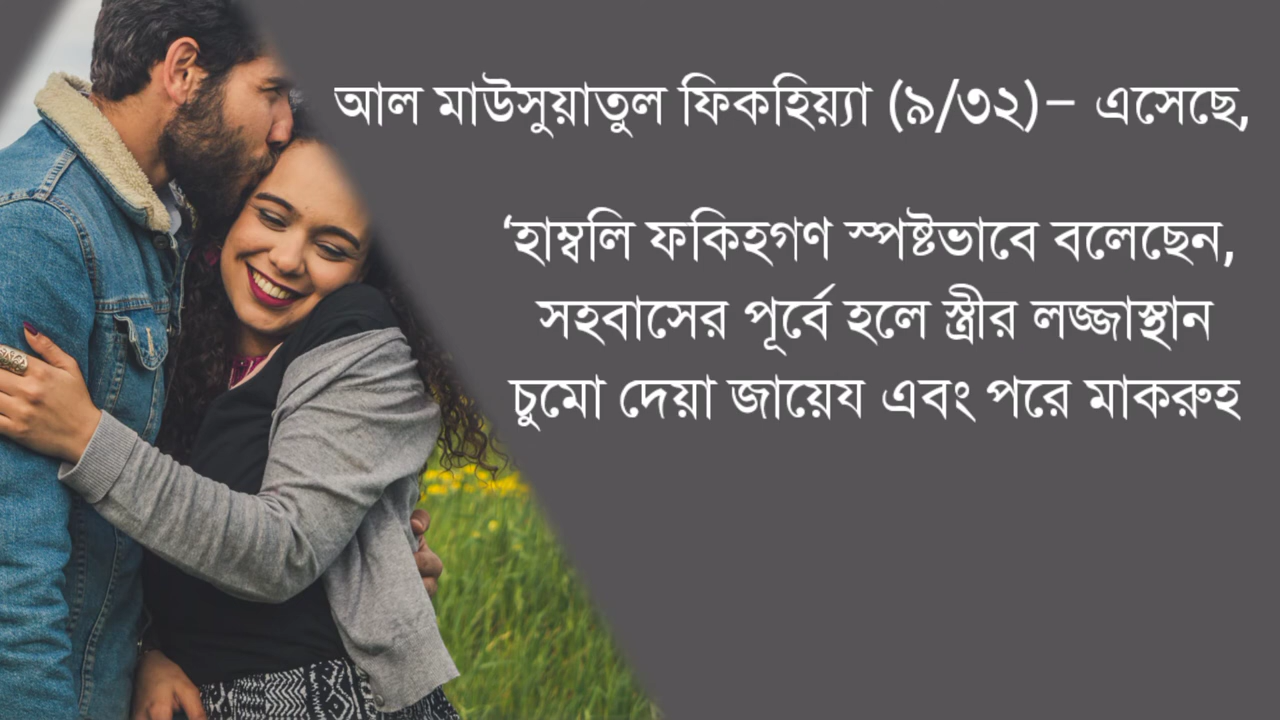 আল মাউসুয়াতুল ফিকহিয়্যা (৯/৩২)– এসেছে,
‘হাম্বলি ফকিহগণ স্পষ্টভাবে বলেছেন,
সহবাসের পূর্বে হলে স্ত্রীর লজ্জাস্থান
চুমো দেয়া জায়েয এবং পরে মাকরুহ